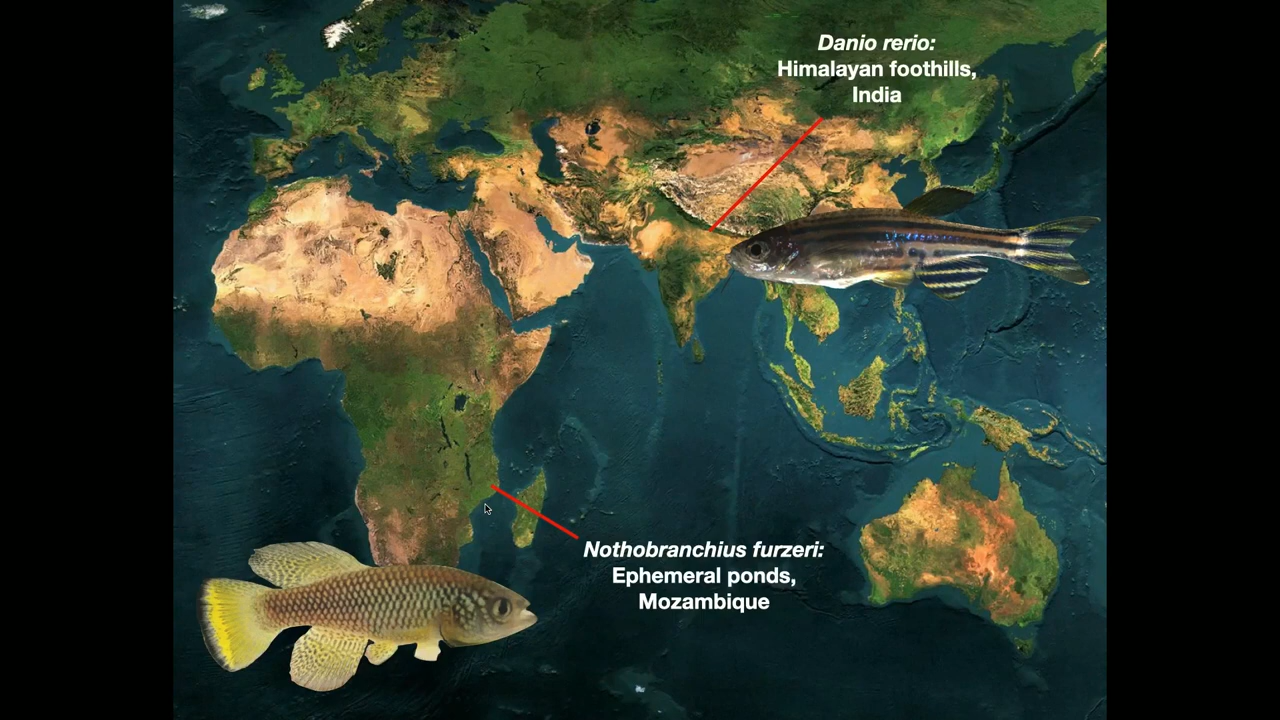 Danio rerio:
Himalayan foothills,
India
Nothobranchius furzeri:
Ephemeral ponds,
Mozambique